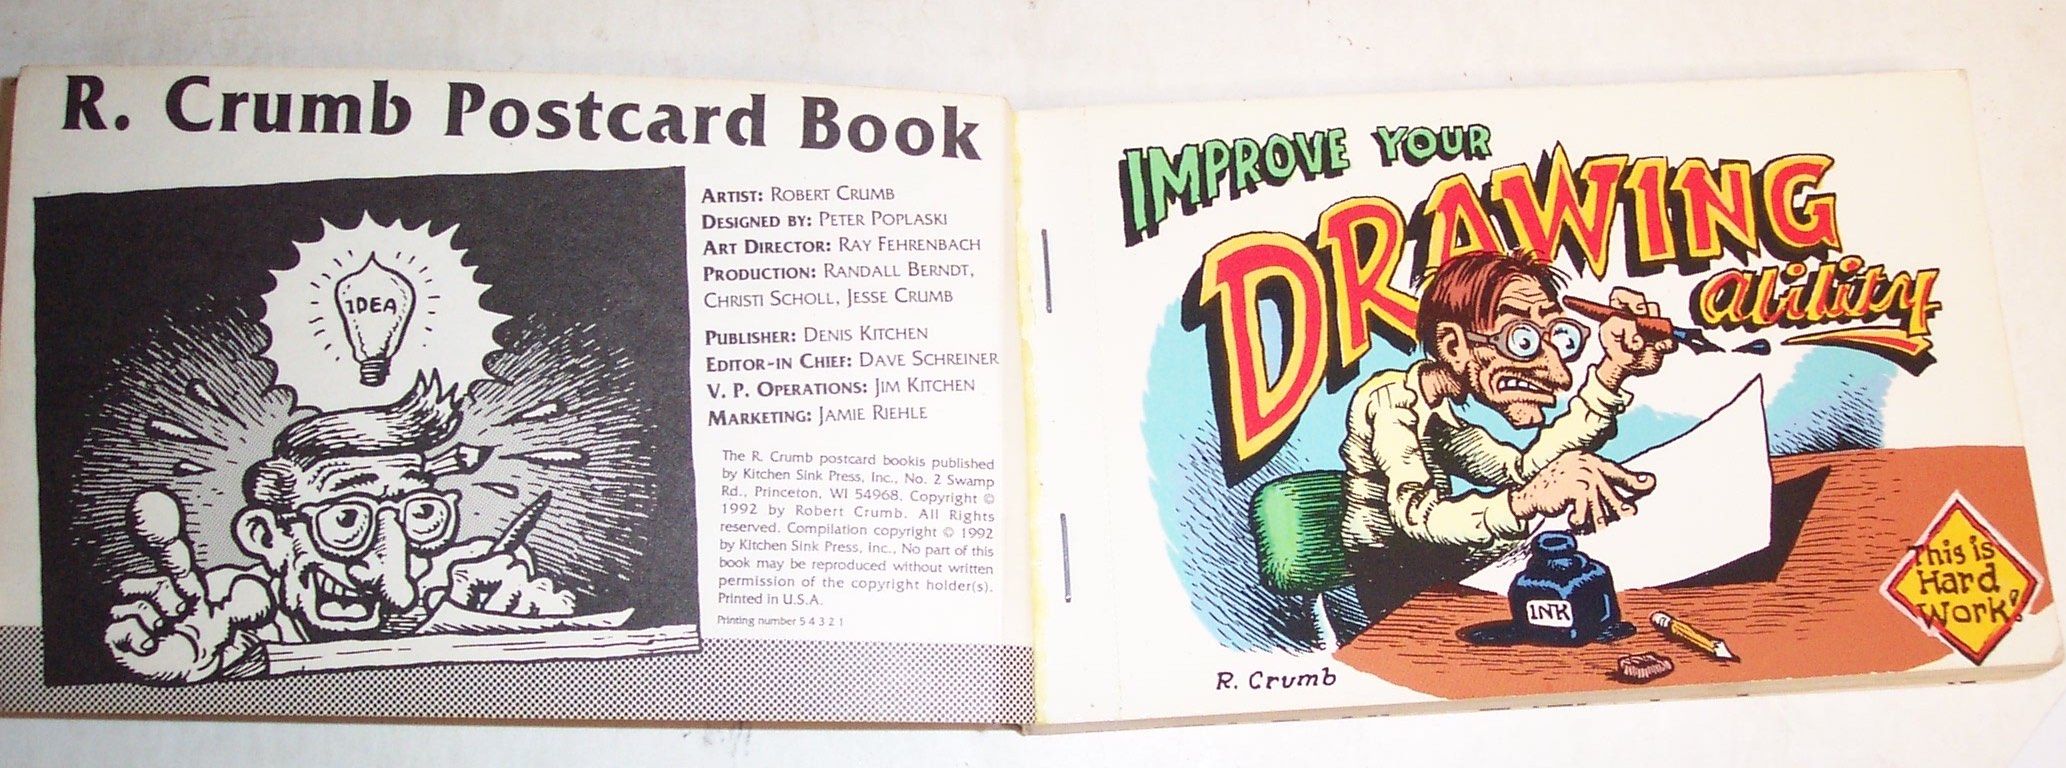 R. Crumb Postcard Book
IDEA
ARTIST: ROBERT CRUMB
DESIGNED BY: PETER POPLASKI
ART DIRECTOR: RAY FEHRENBACH
PRODUCTION: RANDALL BERNDT,
CHRISTI SCHOLL, JESSE CRUMB
PUBLISHER: DENIS KITCHEN
EDITOR-IN CHIEF: DAVE SCHREINER
V. P. OPERATIONS: JIM KITCHEN
MARKETING: JAMIE RIEHLE
The R. Crumb postcard bookis published
by Kitchen Sink Press, Inc., No. 2 Swamp
Rd., Princeton, WI 54968. Copyright ©
1992 by Robert Crumb. All Rights
reserved. Compilation copyright © 1992
by Kitchen Sink Press, Inc., No part of this
book may be reproduced without written
permission of the copyright holder(s).
Printed in U.S.A.
Printing number 5 4 3 2 1
IMPROVE YOUR
DRAWING
ability
INK
This is
Hard
Work!
R. Crumb